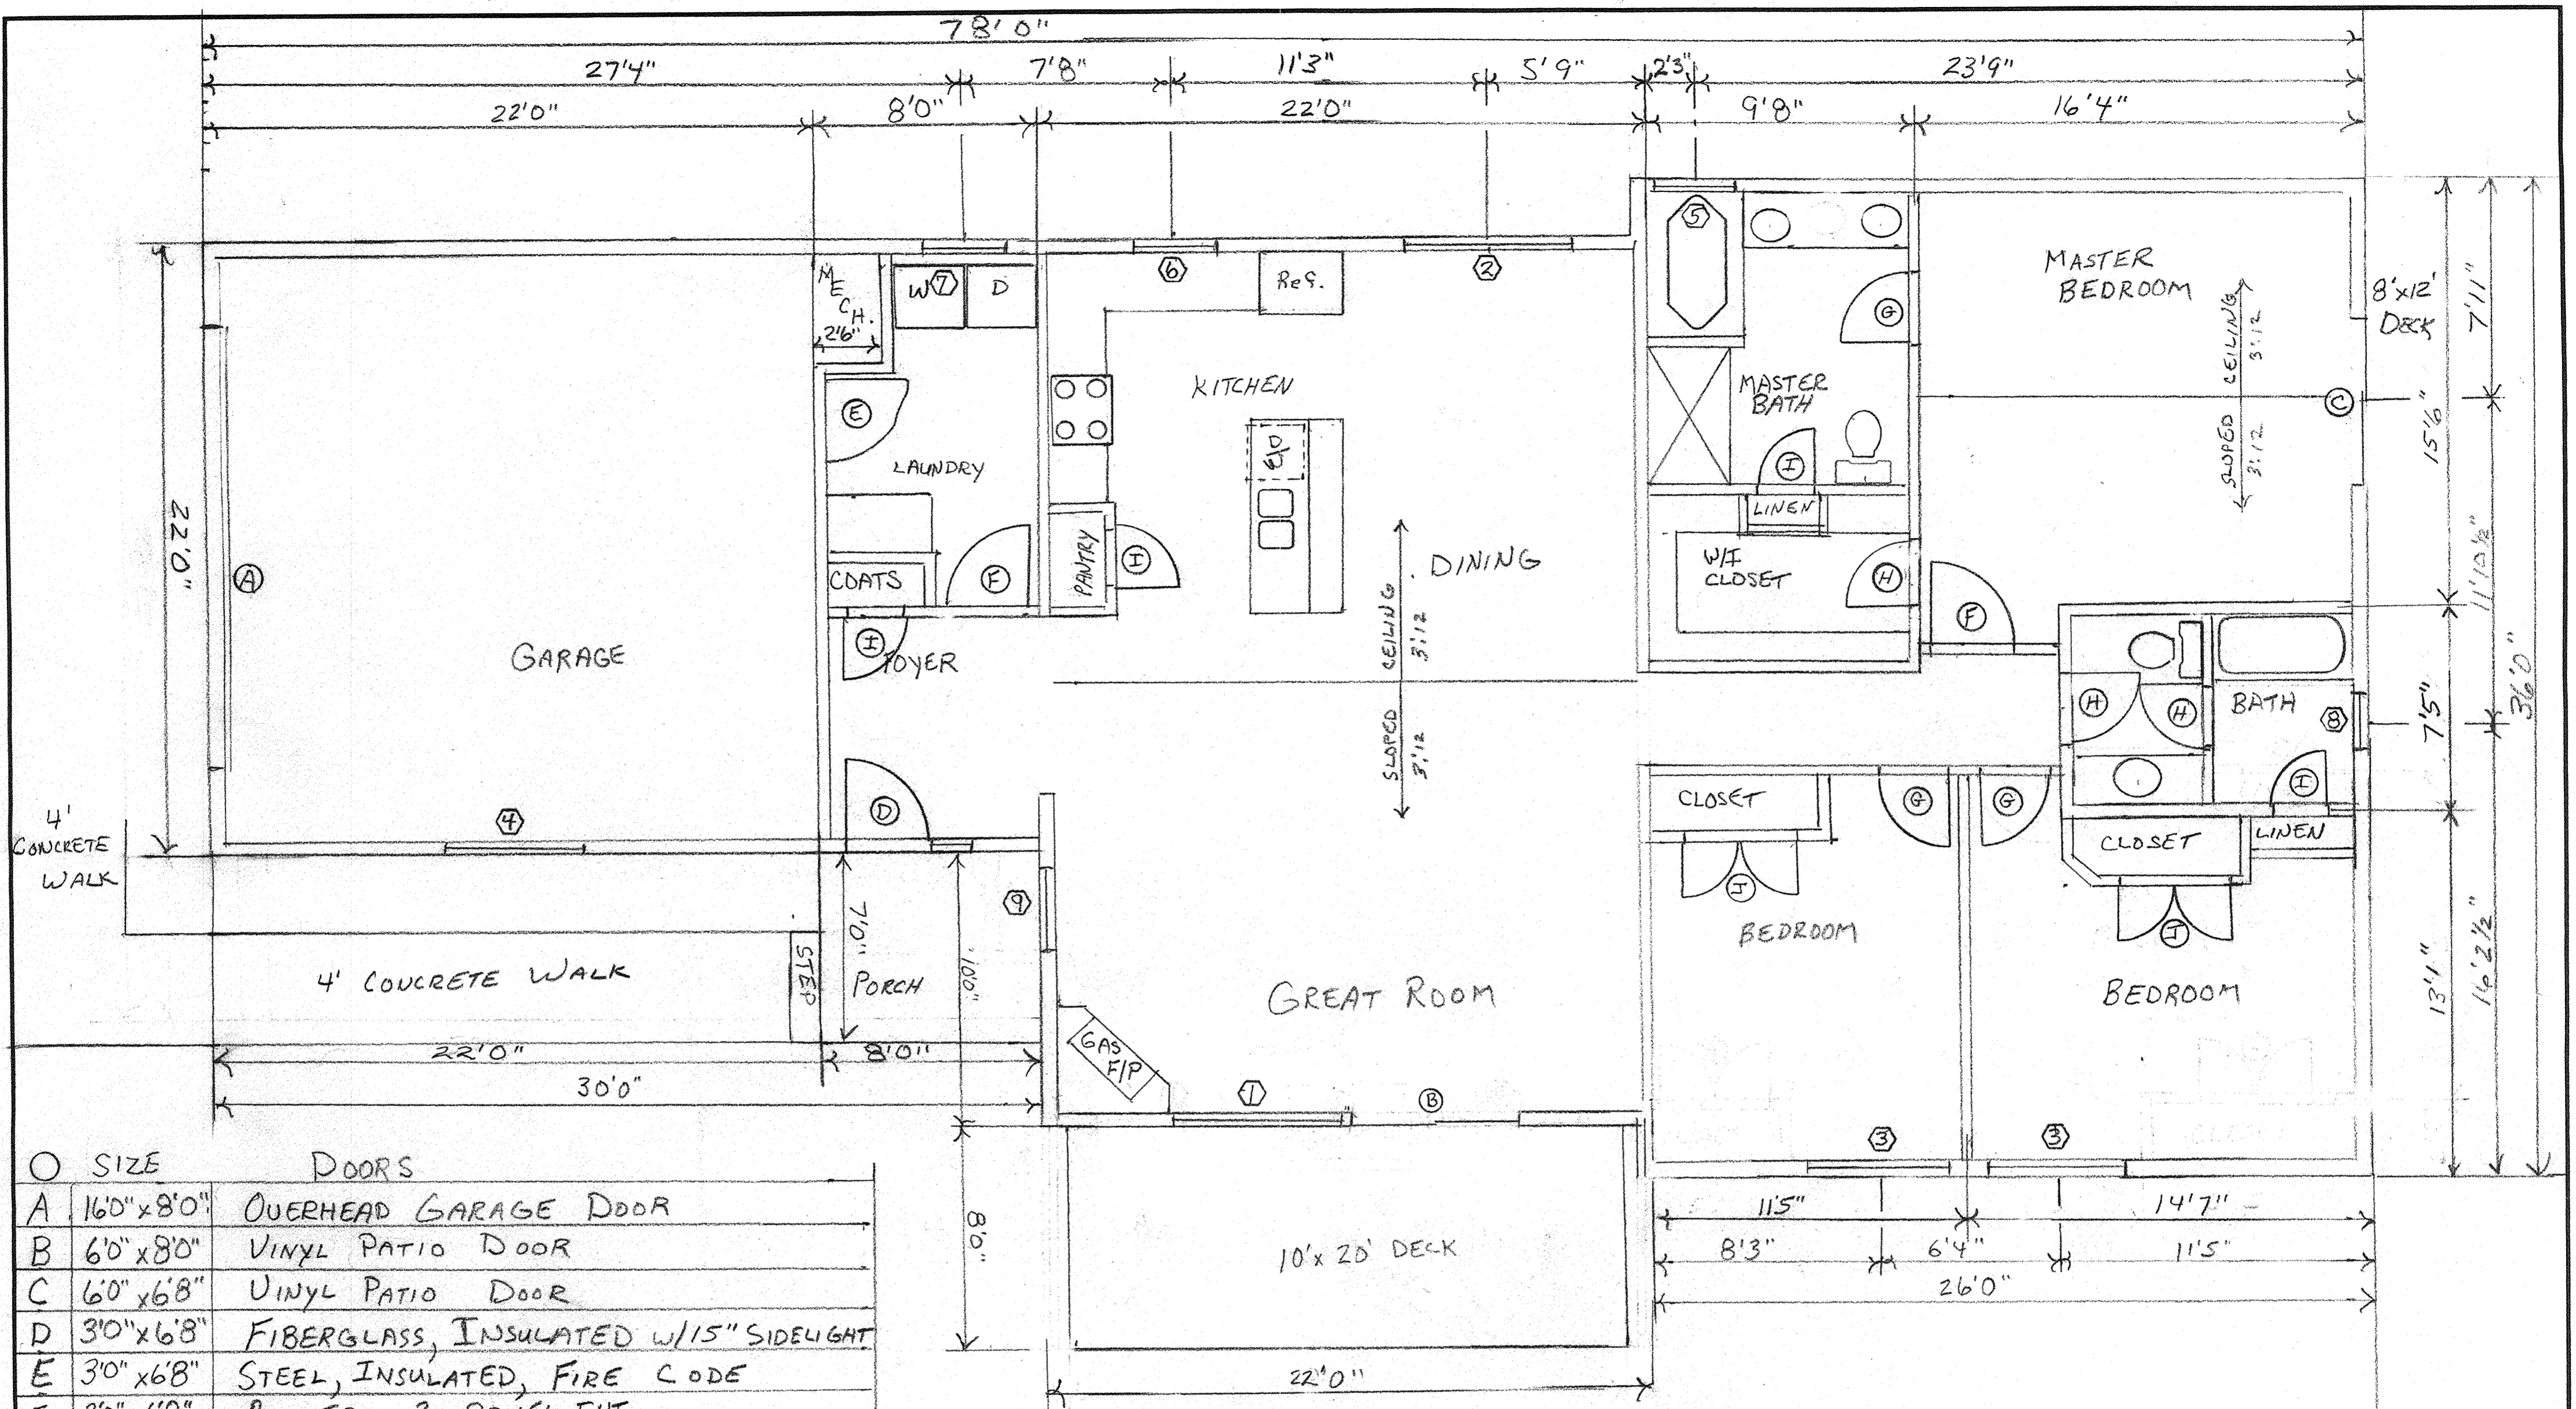 78'0"
27'4" 7'8" 11'3" 5'9" 2'3" 23'9"
22'0" 8'0" 22'0" 9'8" 16'4"
MECH.
2'6"
W 7 D
6
Ref.
2
5
G
MASTER
BEDROOM
SLOPED CEILING
3:12 3:12
8'x12'
DECK
C
7'11"
15'6"
11'10½"
36'0"
7'5"
16'2½"
13'1"
22'0"
A
GARAGE
E
LAUNDRY
COATS
F
I
FOYER
D
KITCHEN
D/W
PANTRY
I
DINING
SLOPED CEILING
3:12 3:12
MASTER
BATH
I
LINEN
W/I
CLOSET
H
F
H
H
BATH
8
I
LINEN
CLOSET
J
BEDROOM
CLOSET
G
G
J
BEDROOM
4'
CONCRETE
WALK
4
4' CONCRETE WALK
STEP
7'0"
PORCH
10'0"
9
GREAT ROOM
GAS
F/P
1
B
3
3
22'0" 8'0"
30'0"
8'0"
10'x20' DECK
22'0"
11'5" 14'7"
8'3" 6'4" 11'5"
26'0"
O SIZE DOORS
A 16'0"x8'0" OVERHEAD GARAGE DOOR
B 6'0"x8'0" VINYL PATIO DOOR
C 6'0"x6'8" VINYL PATIO DOOR
D 3'0"x6'8" FIBERGLASS, INSULATED W/15" SIDELIGHT
E 3'0"x6'8" STEEL, INSULATED, FIRE CODE